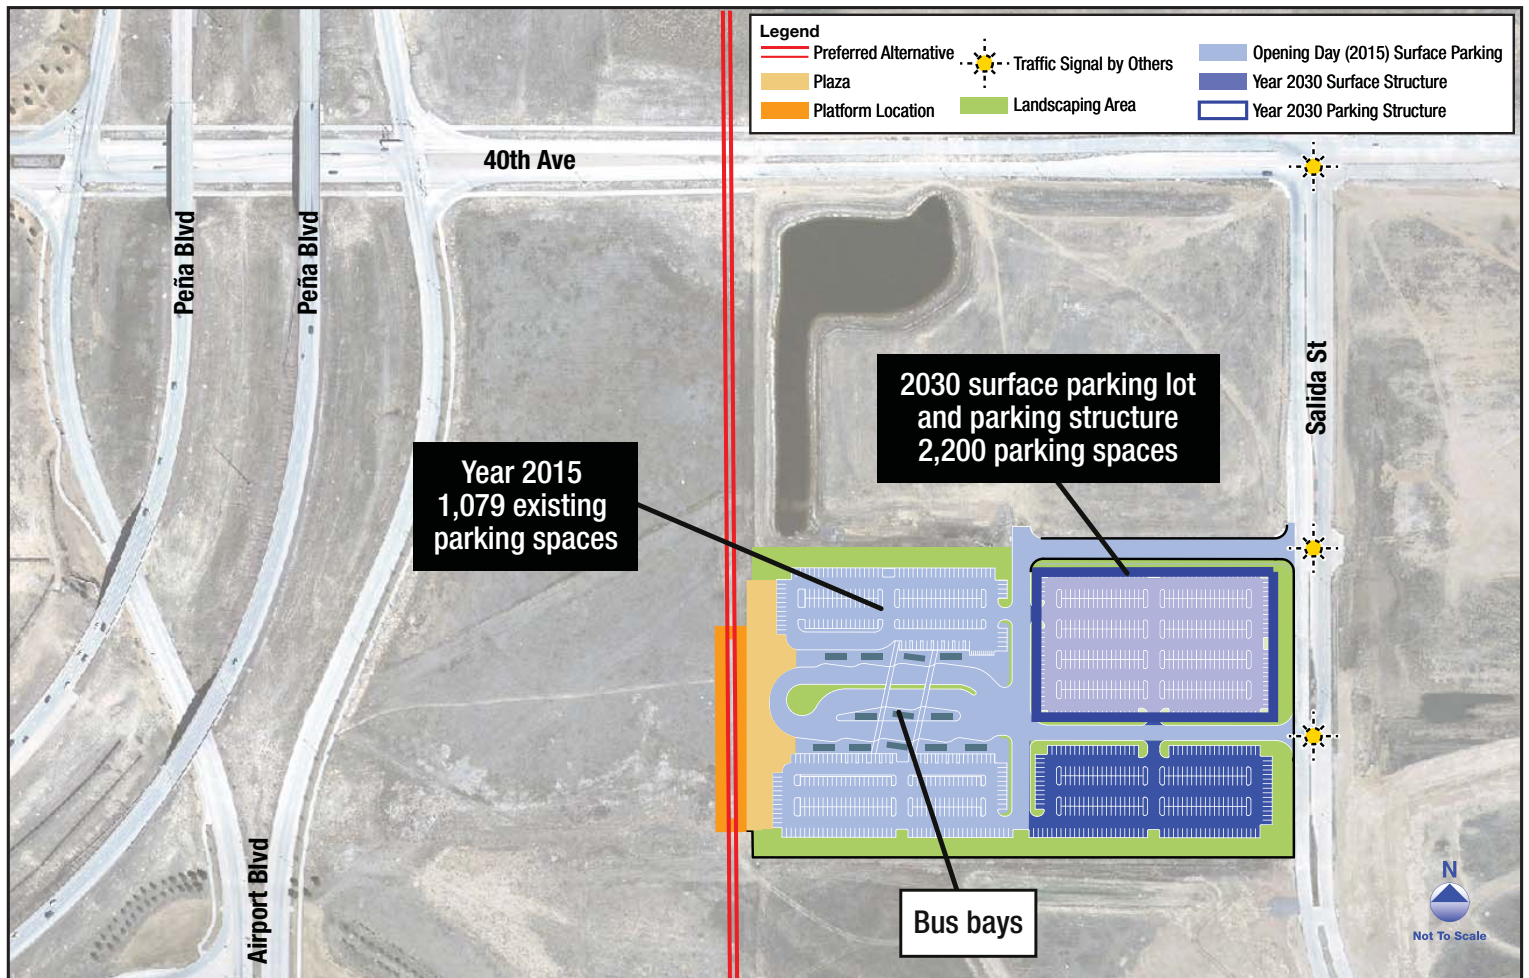 Legend
Preferred Alternative
Plaza
Platform Location
Traffic Signal by Others
Landscaping Area
Opening Day (2015) Surface Parking
Year 2030 Surface Structure
Year 2030 Parking Structure
40th Ave
Peña Blvd
Peña Blvd
Salida St
2030 surface parking lot
and parking structure
2,200 parking spaces
Year 2015
1,079 existing
parking spaces
Airport Blvd
Bus bays
N
Not To Scale